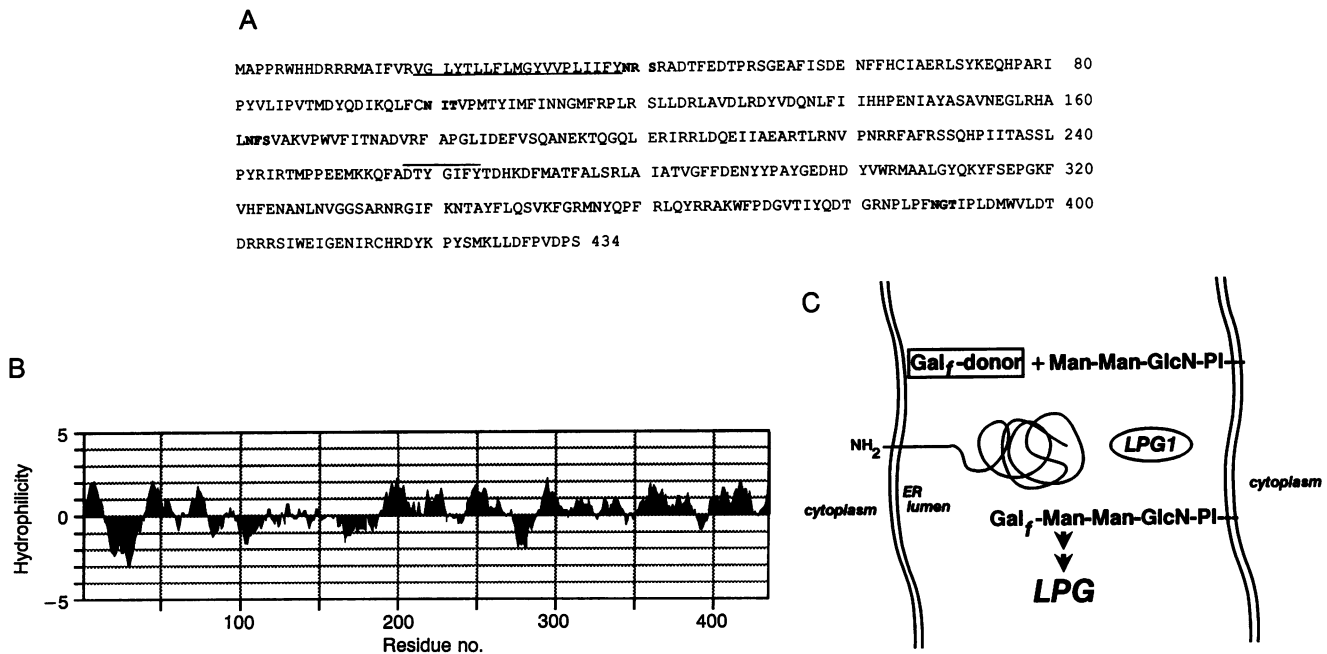 A
MAPPRWHHDRRRMAIFVRVG LYTLLFLMGYVVPLIIFYNR SRADTFEDTPRSGEAFISDE NFFHCIAERLSYKEQHPARI 80
PYVLIPVTMDYQDIKQLFCN ITVPMTYIMFINNGMFRPLR SLLDRLAVDLRDYVDQNLFI IHHPENIAYASAVNEGLRHA 160
LNFSVAKVPWVFITNADVRF APGLIDEFVSQANEKTQGQL ERIRRLDQEIIAEARTLRNV PNRRFAFRSSQHPIITASSL 240
PYRIRTMPPEEMKKQFADTY GIFYTDHKDFMATFALSRLA IATVGFFDENYYPAYGEDHD YVWRMAALGYQKYFSEPGKF 320
VHFENANLNVGGSARNRGIF KNTAYFLQSVKFGRMNYQPF RLQYRRAKWFPDGVTIYQDT GRNPLPFNGTIPLDMWVLDT 400
DRRRSIWEIGENIRCHRDYK PYSMKLLDFPVDPS 434
B
Hydrophilicity
5
0
−5
100 200 300 400
Residue no.
C
Galf-donor + Man-Man-GlcN-PI
NH2
LPG1
cytoplasm
ER
lumen
cytoplasm
Galf-Man-Man-GlcN-PI
LPG